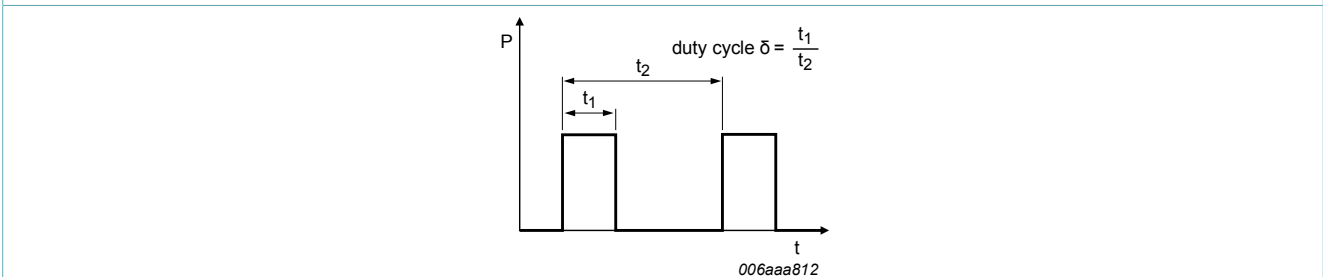 P
duty cycle δ = t1
t2
t2
t1
t
006aaa812